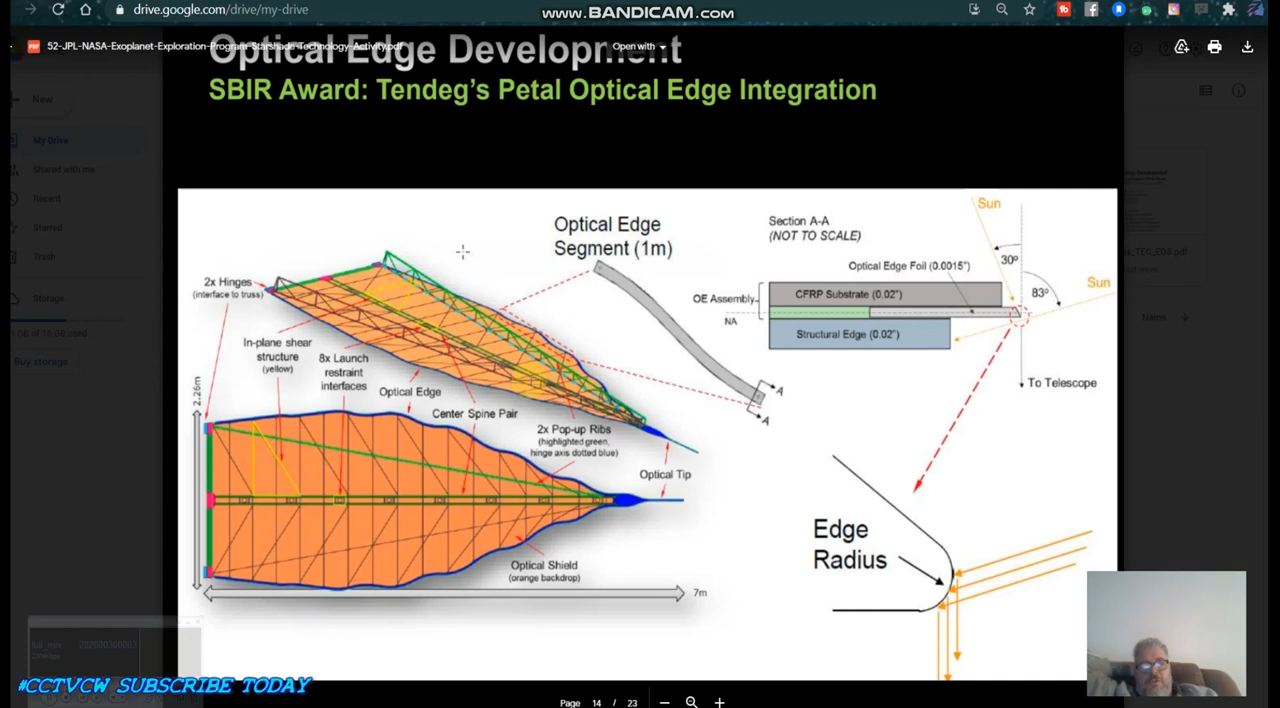 drive.google.com/drive/my-drive
www.BANDICAM.com
52-JPL-NASA-Exoplanet-Exploration-Program-Starshade-Technology-Activity.pdf
Open with
Optical Edge Development
SBIR Award: Tendeg's Petal Optical Edge Integration
New
My Drive
Shared with me
Recent
Starred
Trash
Storage
Buy storage
_TEC_EDS.pdf
Name
Optical Edge
Segment (1m)
Section A-A
(NOT TO SCALE)
Sun
30°
Sun
83°
Optical Edge Foil (0.0015")
OE Assembly
CFRP Substrate (0.02")
NA
Structural Edge (0.02")
To Telescope
2x Hinges
(interface to truss)
In-plane shear
structure
(yellow)
8x Launch
restraint
interfaces
Optical Edge
Center Spine Pair
2x Pop-up Ribs
(highlighted green,
hinge axis dotted blue)
A
A
Optical Tip
2.26m
Optical Shield
(orange backdrop)
7m
Edge
Radius
#CCTVCW SUBSCRIBE TODAY
Page 14 / 23